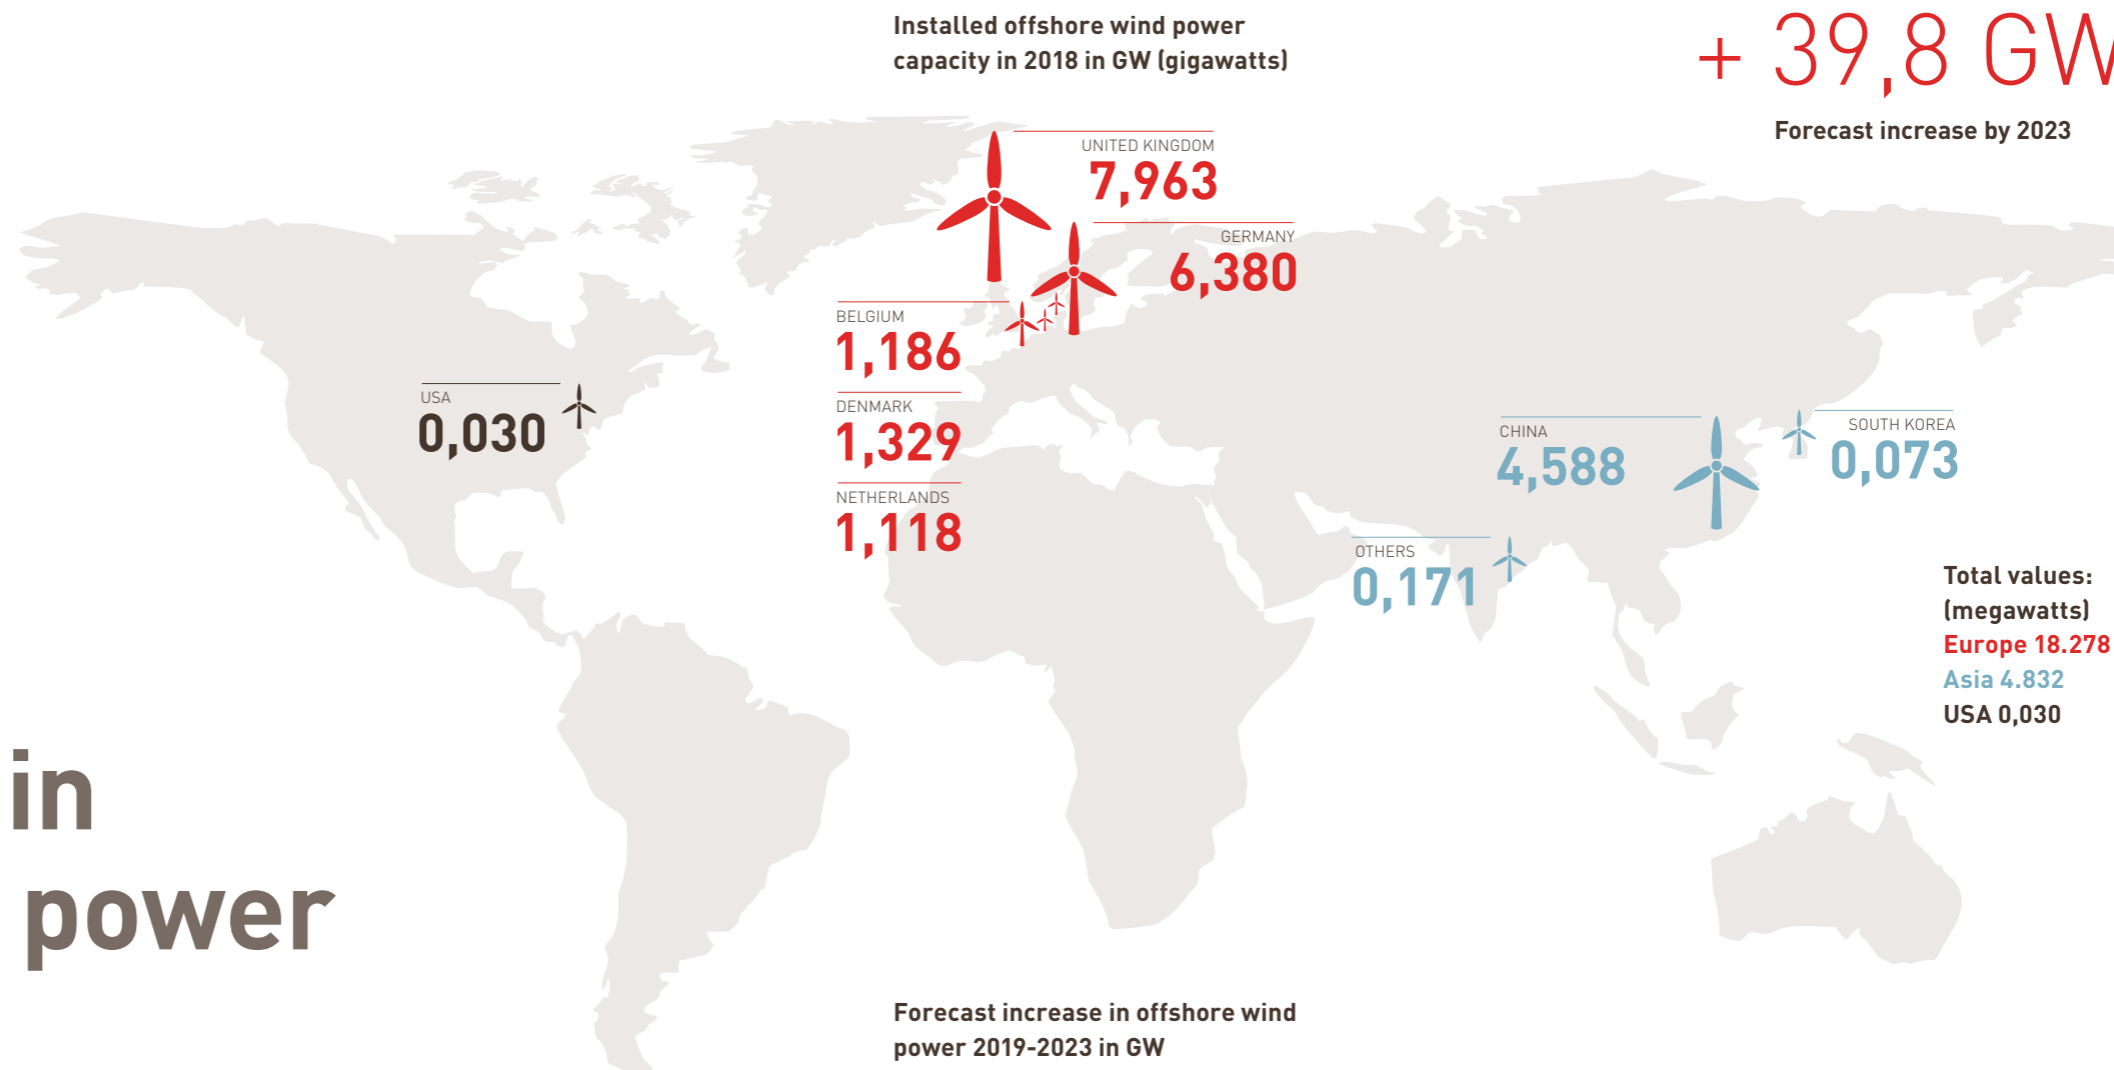 Installed offshore wind power
capacity in 2018 in GW (gigawatts)
+ 39,8 GW
Forecast increase by 2023
UNITED KINGDOM
7,963
GERMANY
6,380
BELGIUM
1,186
DENMARK
1,329
NETHERLANDS
1,118
USA
0,030
CHINA
4,588
SOUTH KOREA
0,073
OTHERS
0,171
Total values:
(megawatts)
Europe 18.278
Asia 4.832
USA 0,030
in
power
Forecast increase in offshore wind
power 2019-2023 in GW